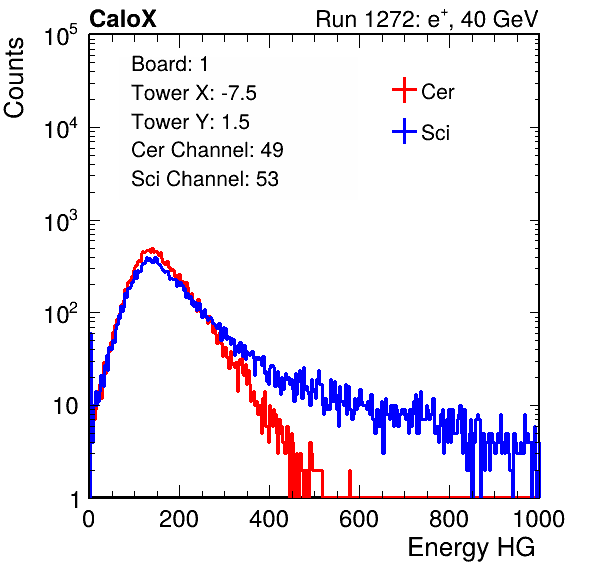 CaloX Run 1272: e⁺, 40 GeV
Counts
10⁵
10⁴
10³
10²
10
1
Board: 1
Tower X: -7.5
Tower Y: 1.5
Cer Channel: 49
Sci Channel: 53
Cer
Sci
0 200 400 600 800 1000
Energy HG